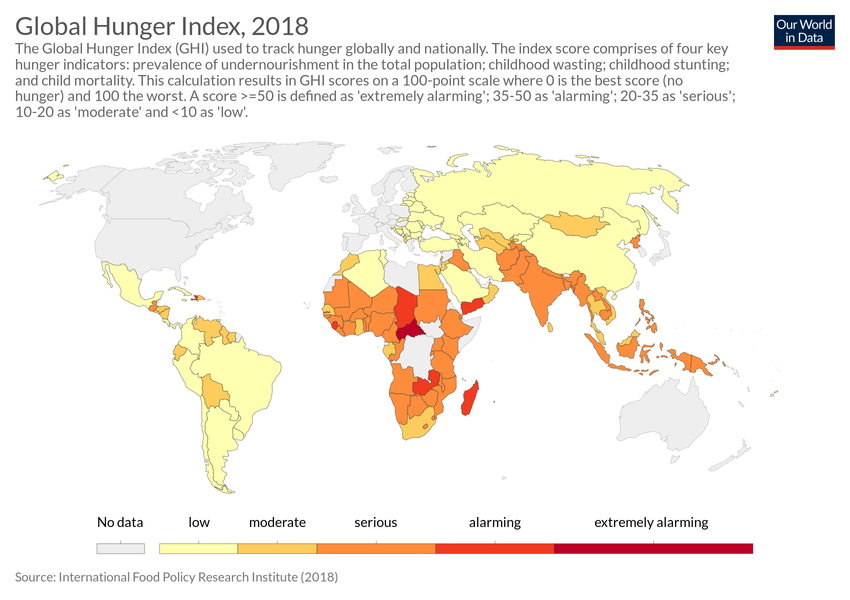 Global Hunger Index, 2018
Our World
in Data
The Global Hunger Index (GHI) used to track hunger globally and nationally. The index score comprises of four key
hunger indicators: prevalence of undernourishment in the total population; childhood wasting; childhood stunting;
and child mortality. This calculation results in GHI scores on a 100-point scale where 0 is the best score (no
hunger) and 100 the worst. A score >=50 is defined as 'extremely alarming'; 35-50 as 'alarming'; 20-35 as 'serious';
10-20 as 'moderate' and <10 as 'low'.
No data low moderate serious alarming extremely alarming
Source: International Food Policy Research Institute (2018)